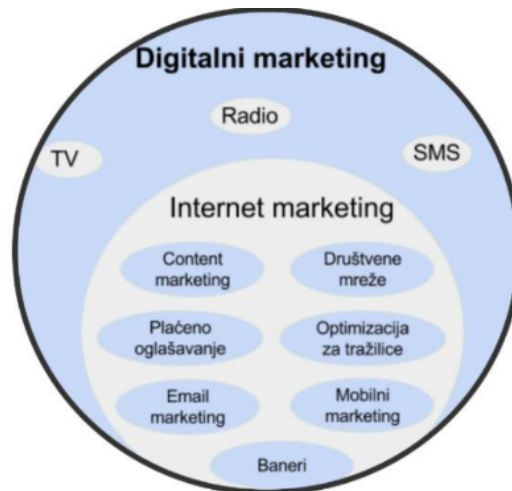 Digitalni marketing
Radio
TV
SMS
Internet marketing
Content
marketing
Društvene
mreže
Plaćeno
oglašavanje
Optimizacija
za tražilice
Email
marketing
Mobilni
marketing
Baneri